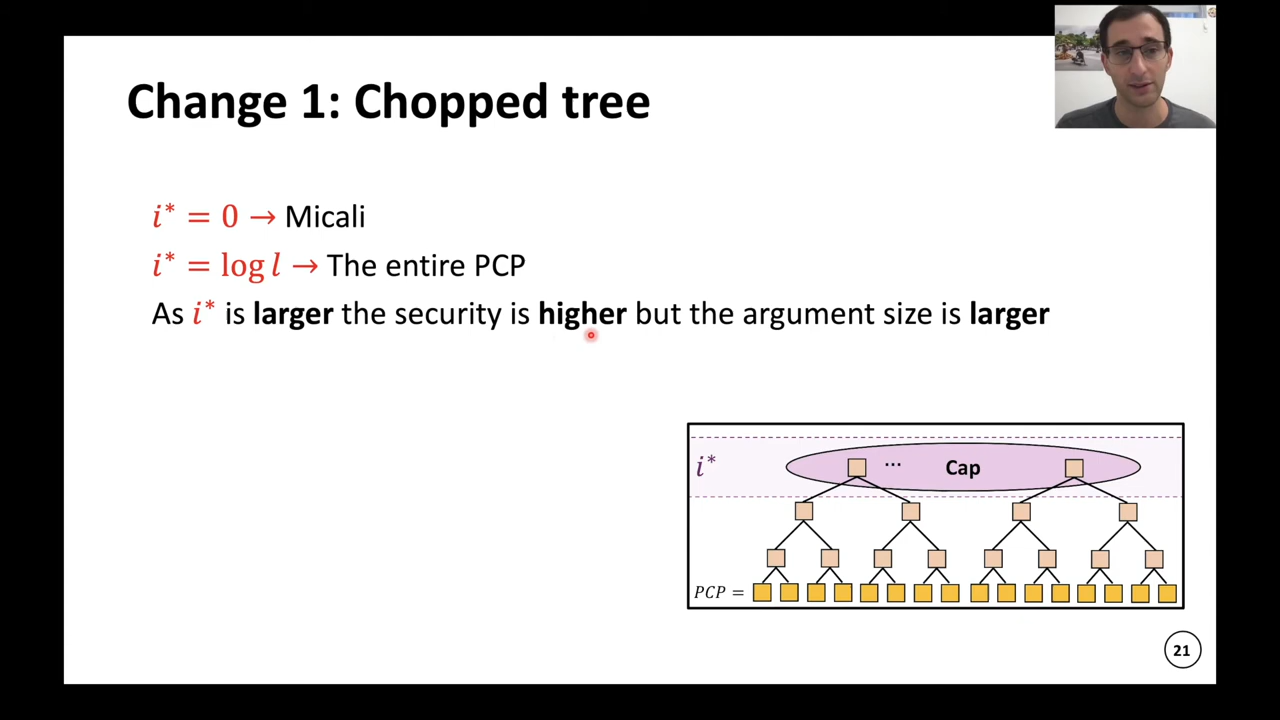 Change 1: Chopped tree
i* = 0 → Micali
i* = log l → The entire PCP
As i* is larger the security is higher but the argument size is larger
i* ... Cap
PCP =
21